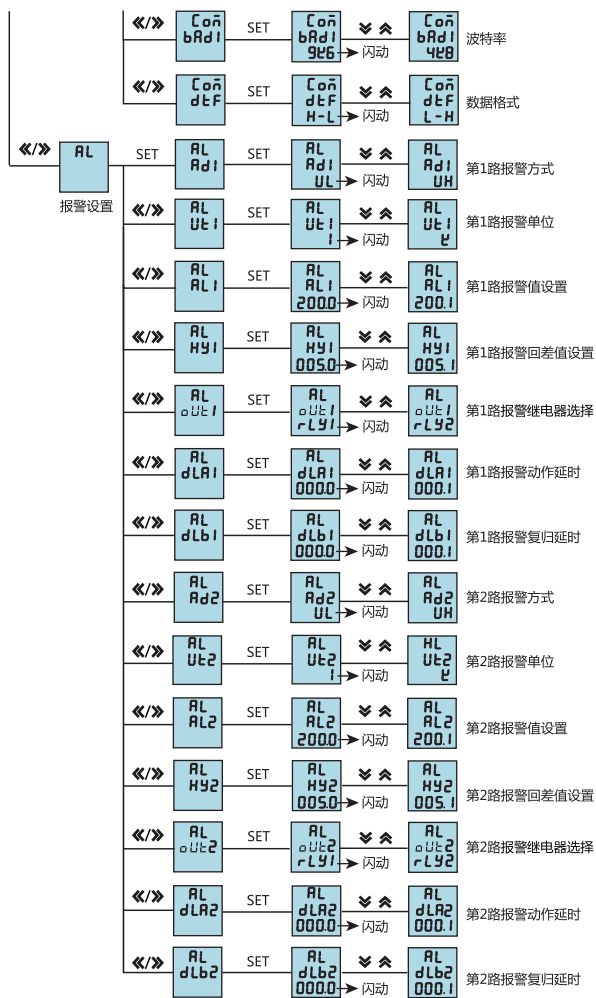 «/»
Com
bAd1
SET
Com
bAd1
9K6
闪动
Com
bAd1
4K8
波特率
«/»
Com
dtF
SET
Com
dtF
H-L
闪动
Com
dtF
L-H
数据格式
«/»
AL
报警设置
SET
AL
Ad1
SET
AL
Ad1
UL
闪动
AL
Ad1
UH
第1路报警方式
«/»
AL
Ut1
SET
AL
Ut1
1
闪动
AL
Ut1
K
第1路报警单位
«/»
AL
AL1
SET
AL
AL1
200.0
闪动
AL
AL1
200.1
第1路报警值设置
«/»
AL
HY1
SET
AL
HY1
005.0
闪动
AL
HY1
005.1
第1路报警回差值设置
«/»
AL
oUt1
SET
AL
oUt1
rLY1
闪动
AL
oUt1
rLY2
第1路报警继电器选择
«/»
AL
dLA1
SET
AL
dLA1
000.0
闪动
AL
dLA1
000.1
第1路报警动作延时
«/»
AL
dLb1
SET
AL
dLb1
000.0
闪动
AL
dLb1
000.1
第1路报警复归延时
«/»
AL
Ad2
SET
AL
Ad2
UL
闪动
AL
Ad2
UH
第2路报警方式
«/»
AL
Ut2
SET
AL
Ut2
1
闪动
HL
Ut2
K
第2路报警单位
«/»
AL
AL2
SET
AL
AL2
200.0
闪动
AL
AL2
200.1
第2路报警值设置
«/»
AL
HY2
SET
AL
HY2
005.0
闪动
AL
HY2
005.1
第2路报警回差值设置
«/»
AL
oUt2
SET
AL
oUt2
rLY1
闪动
AL
oUt2
rLY2
第2路报警继电器选择
«/»
AL
dLA2
SET
AL
dLA2
000.0
闪动
AL
dLA2
000.1
第2路报警动作延时
«/»
AL
dLb2
SET
AL
dLb2
000.0
闪动
AL
dLb2
000.1
第2路报警复归延时